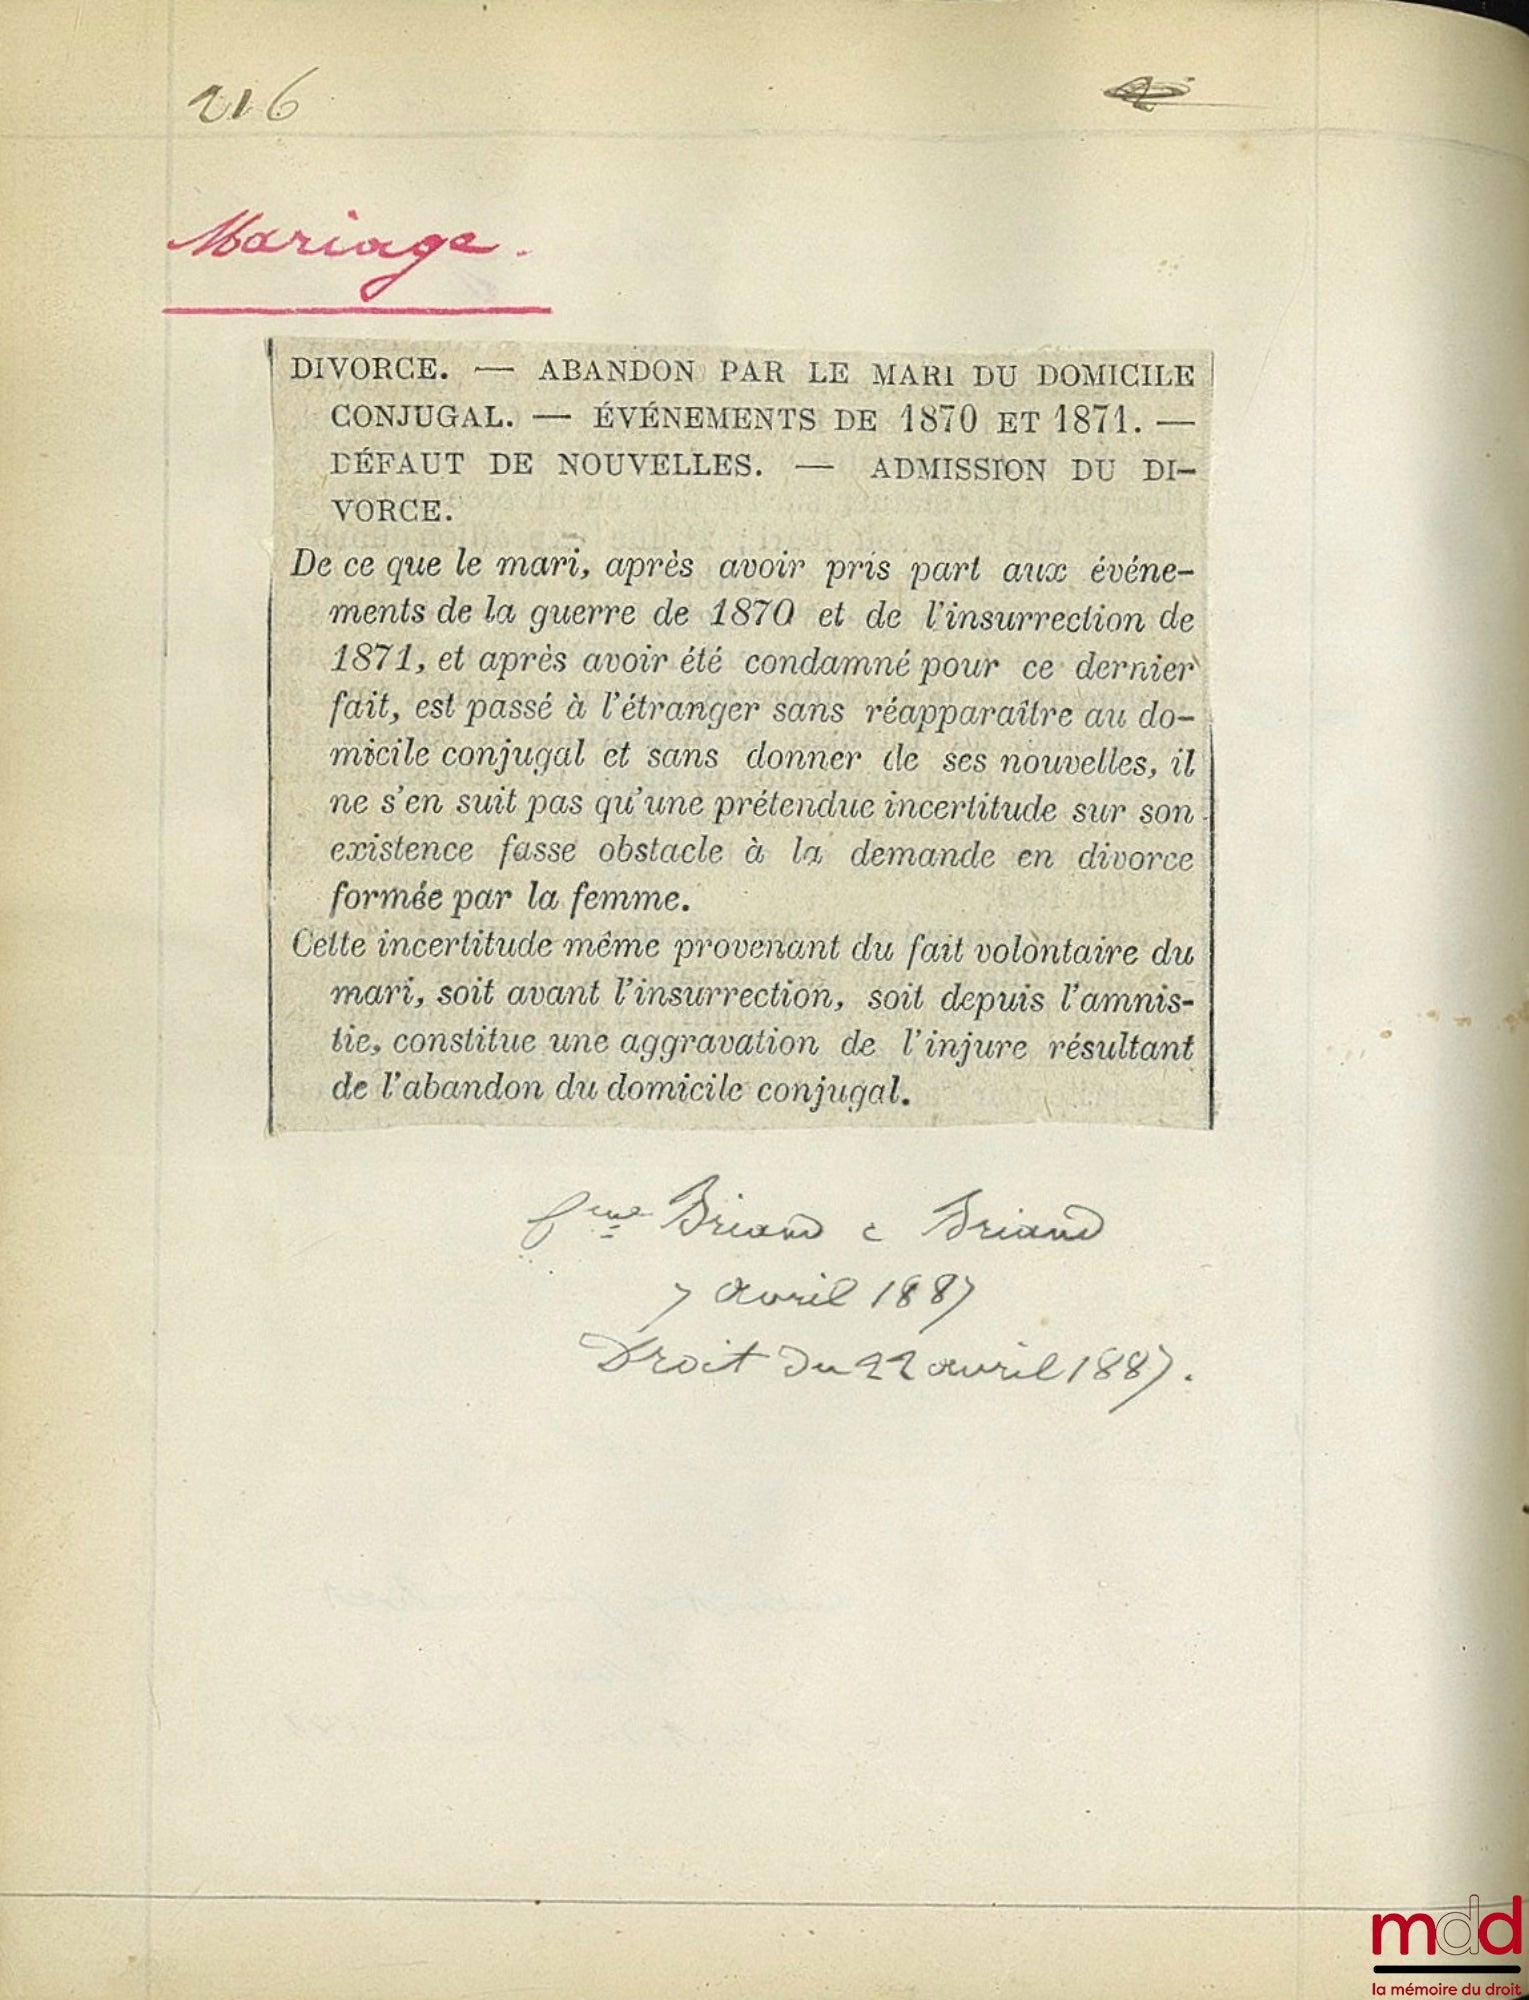 216
Mariage.
DIVORCE. — ABANDON PAR LE MARI DU DOMICILE
CONJUGAL. — ÉVÉNEMENTS DE 1870 ET 1871. —
DÉFAUT DE NOUVELLES. — ADMISSION DU DI-
VORCE.
De ce que le mari, après avoir pris part aux événe-
ments de la guerre de 1870 et de l'insurrection de
1871, et après avoir été condamné pour ce dernier
fait, est passé à l'étranger sans réapparaître au do-
micile conjugal et sans donner de ses nouvelles, il
ne s'en suit pas qu'une prétendue incertitude sur son
existence fasse obstacle à la demande en divorce
formée par la femme.
Cette incertitude même provenant du fait volontaire du
mari, soit avant l'insurrection, soit depuis l'amnis-
tie, constitue une aggravation de l'injure résultant
de l'abandon du domicile conjugal.
fme Briand c Briand
7 avril 1887
Droit du 22 avril 1887.
mdd
la mémoire du droit